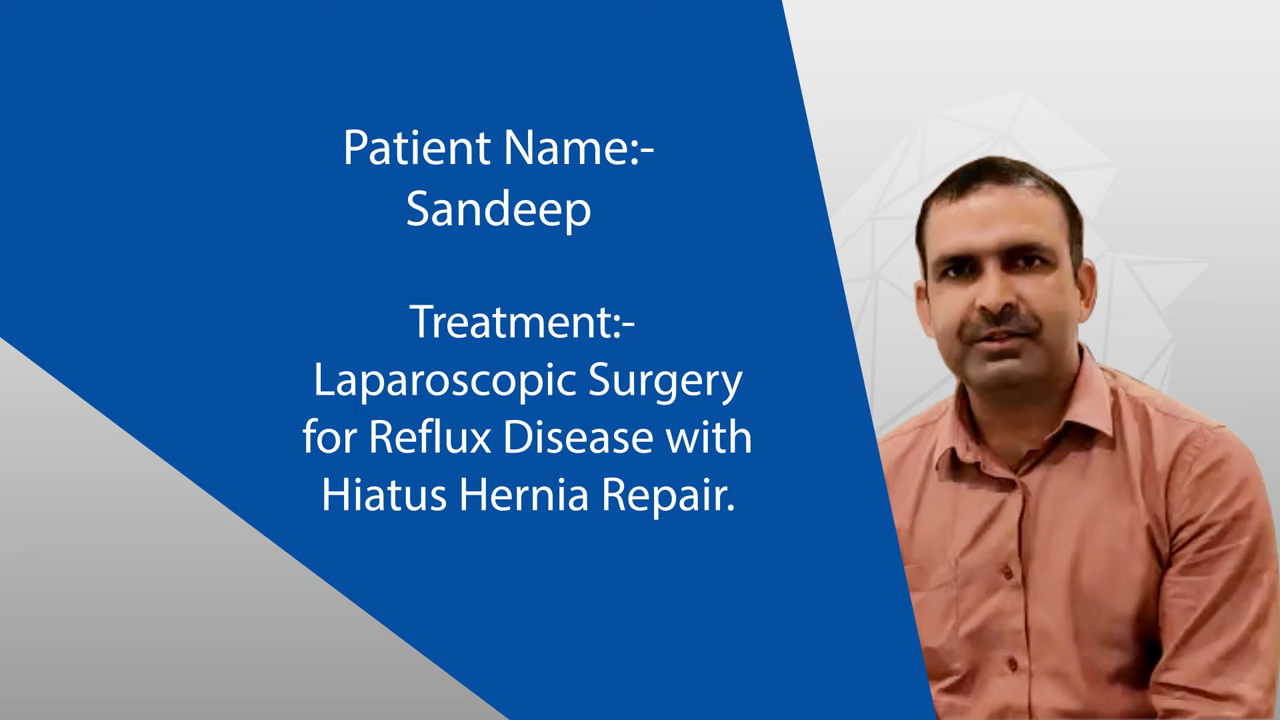 Patient Name:-
Sandeep
Treatment:-
Laparoscopic Surgery
for Reflux Disease with
Hiatus Hernia Repair.